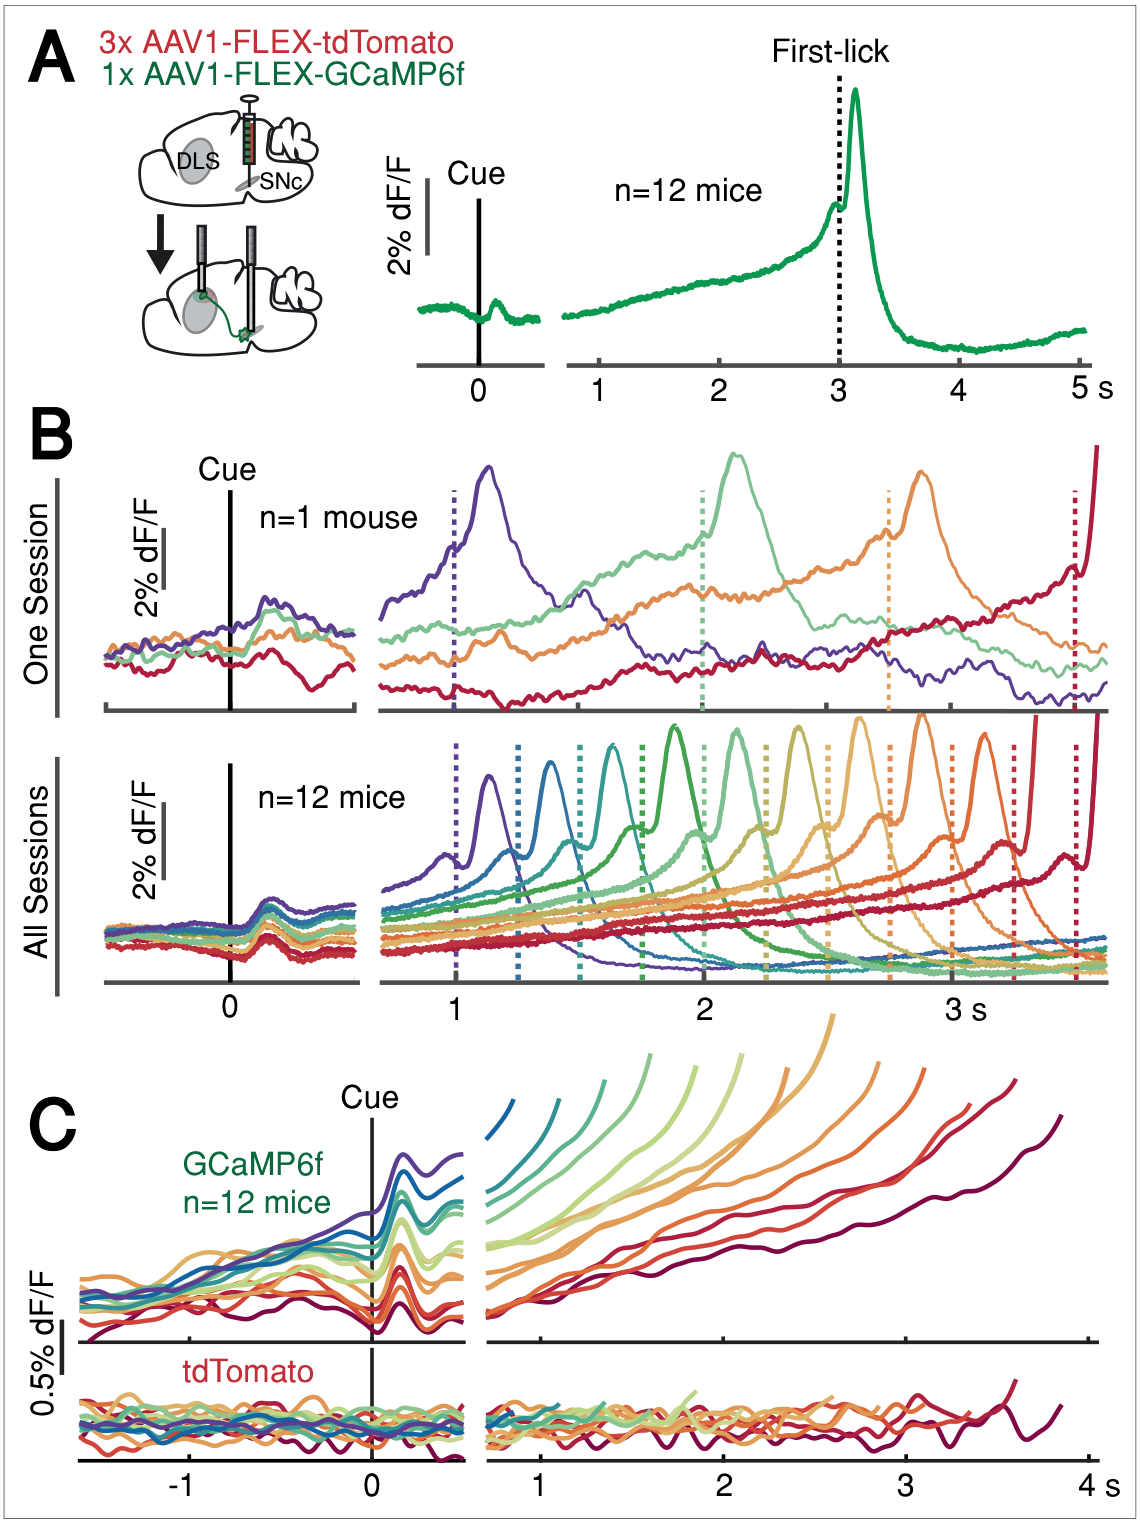 A
3x AAV1-FLEX-tdTomato
1x AAV1-FLEX-GCaMP6f
DLS
SNc
2% dF/F
Cue
n=12 mice
First-lick
0
1
2
3
4
5 s
B
One Session
2% dF/F
Cue
n=1 mouse
All Sessions
2% dF/F
n=12 mice
0
1
2
3 s
C
Cue
GCaMP6f
n=12 mice
0.5% dF/F
tdTomato
-1
0
1
2
3
4 s